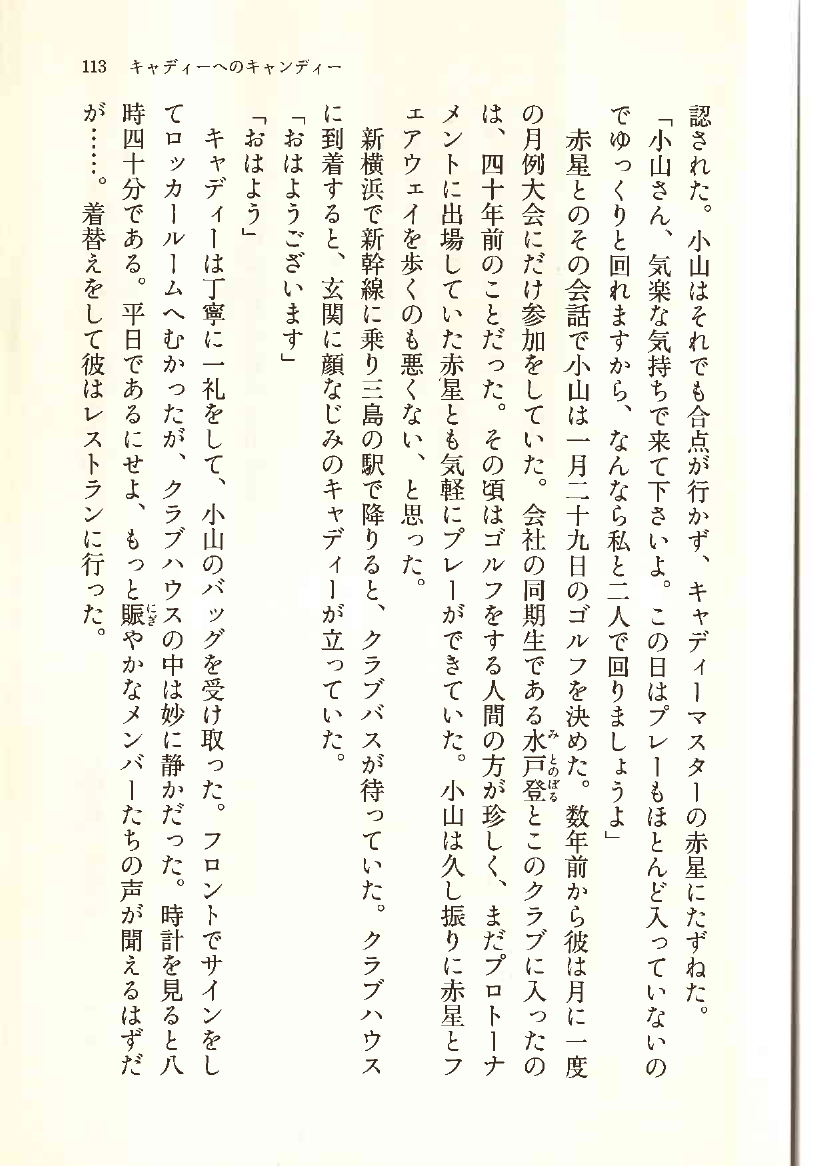 113 キャディーへのキャンディー
認された。小山はそれでも合点が行かず、キャディーマスターの赤星にたずねた。
「小山さん、気楽な気持ちで来て下さいよ。この日はプレーもほとんど入っていないの
でゆっくりと回れますから、なんなら私と二人で回りましょうよ」
赤星とのその会話で小山は一月二十九日のゴルフを決めた。数年前から彼は月に一度
の月例大会にだけ参加をしていた。会社の同期生である水戸登とこのクラブに入ったの
みとのぼる
は、四十年前のことだった。その頃はゴルフをする人間の方が珍しく、まだプロトーナ
メントに出場していた赤星とも気軽にプレーができていた。小山は久し振りに赤星とフ
ェアウェイを歩くのも悪くない、と思った。
新横浜で新幹線に乗り三島の駅で降りると、クラブバスが待っていた。クラブハウス
に到着すると、玄関に顔なじみのキャディーが立っていた。
「おはようございます」
「おはよう」
キャディーは丁寧に一礼をして、小山のバッグを受け取った。フロントでサインをし
てロッカールームへむかったが、クラブハウスの中は妙に静かだった。時計を見ると八
時四十分である。平日であるにせよ、もっと賑やかなメンバーたちの声が聞えるはずだ
にぎ
が……。着替えをして彼はレストランに行った。